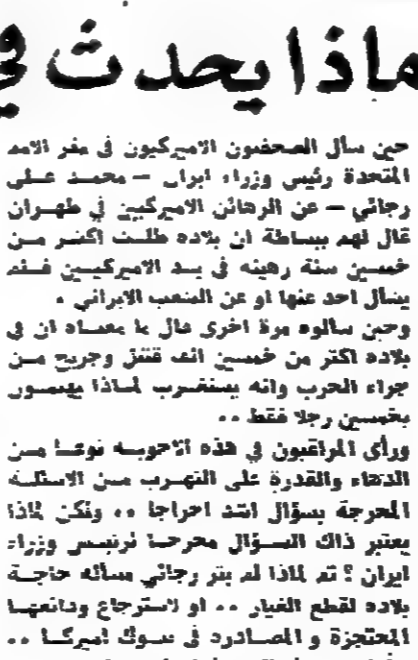 ماذا يحدث في
حين سأل الصحفيون الاميركيون في مقر الامم
المتحدة رئيس وزراء ايران – محمد علي
رجائي – عن الرهائن الاميركيين في طهران
قال لهم ببساطة ان بلاده ظلت اكثر من
خمسين سنة رهينة في يد الاميركيين فلم
يسأل احد عنها او عن الشعب الايراني .
وحين سألوه مرة اخرى قال ما معناه ان في
بلاده اكثر من خمسين الف قتيل وجريح من
جراء الحرب وانه يستغرب لماذا يهتمون
بخمسين رجلا فقط ..
ورأى المراقبون في هذه الاجوبة نوعا من
الدهاء والقدرة على التهرب من الاسئلة
المحرجة بسؤال اشد احراجا .. ولكن لماذا
يعتبر ذلك السؤال محرجا لرئيس وزراء
ايران ؟ ثم لماذا لم يثر رجائي مسألة حاجة
بلاده لقطع الغيار .. او لاسترجاع ودائعها
المحتجزة و المصادرة في بنوك اميركا ..